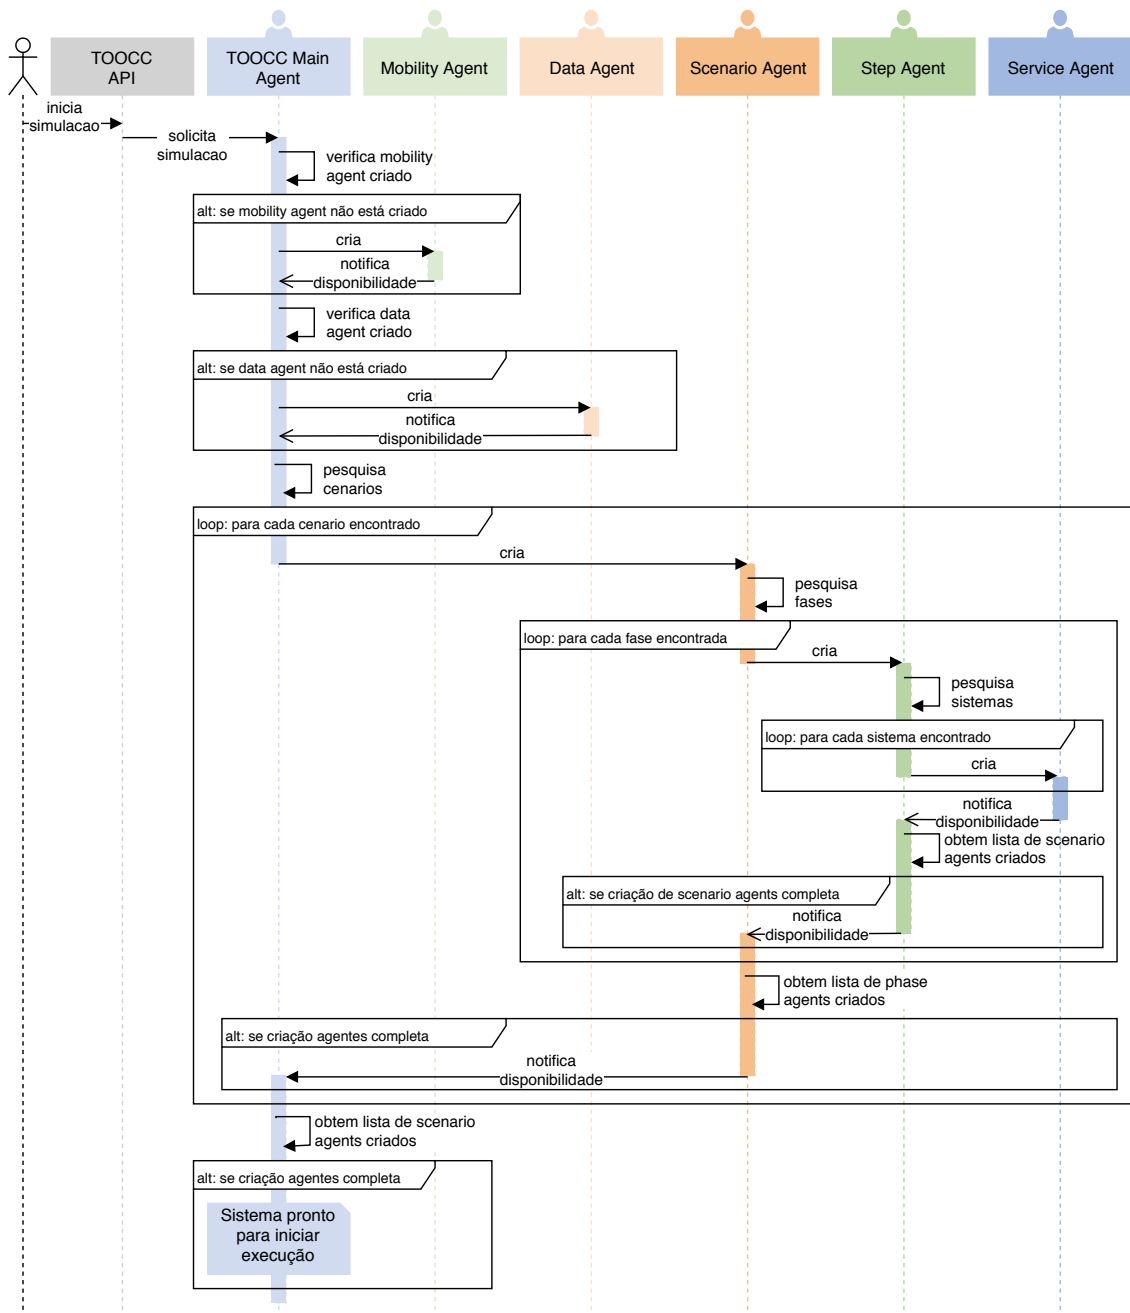 TOOCC
API
TOOCC Main
Agent
Mobility Agent
Data Agent
Scenario Agent
Step Agent
Service Agent
inicia
simulacao
solicita
simulacao
verifica mobility
agent criado
alt: se mobility agent não está criado
cria
notifica
disponibilidade
verifica data
agent criado
alt: se data agent não está criado
cria
notifica
disponibilidade
pesquisa
cenarios
loop: para cada cenario encontrado
cria
pesquisa
fases
loop: para cada fase encontrada
cria
pesquisa
sistemas
loop: para cada sistema encontrado
cria
notifica
disponibilidade
obtem lista de scenario
agents criados
alt: se criação de scenario agents completa
notifica
disponibilidade
obtem lista de phase
agents criados
alt: se criação agentes completa
notifica
disponibilidade
obtem lista de scenario
agents criados
alt: se criação agentes completa
Sistema pronto
para iniciar
execução